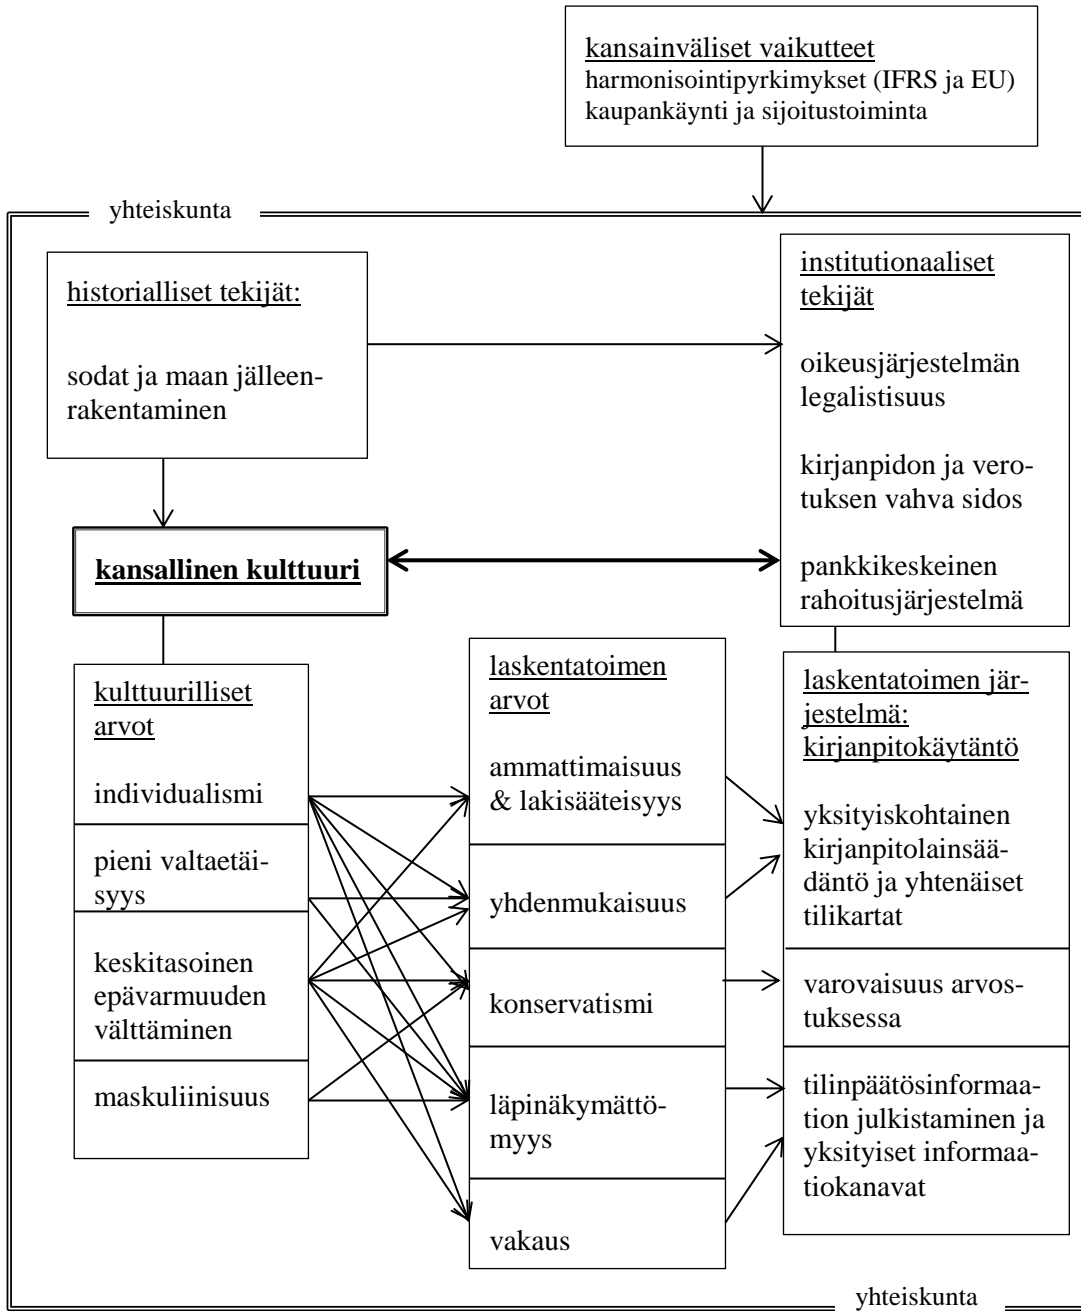 kansainväliset vaikutteet
harmonisointipyrkimykset (IFRS ja EU)
kaupankäynti ja sijoitustoiminta
yhteiskunta
historialliset tekijät:
sodat ja maan jälleen-
rakentaminen
institutionaaliset
tekijät
oikeusjärjestelmän
legalistisuus
kirjanpidon ja vero-
tuksen vahva sidos
pankkikeskeinen
rahoitusjärjestelmä
kansallinen kulttuuri
kulttuurilliset
arvot
individualismi
pieni valtaetäi-
syys
keskitasoinen
epävarmuuden
välttäminen
maskuliinisuus
laskentatoimen
arvot
ammattimaisuus
& lakisääteisyys
yhdenmukaisuus
konservatismi
läpinäkymättö-
myys
vakaus
laskentatoimen jär-
jestelmä:
kirjanpitokäytäntö
yksityiskohtainen
kirjanpitolainsää-
däntö ja yhtenäiset
tilikartat
varovaisuus arvos-
tuksessa
tilinpäätösinformaa-
tion julkistaminen ja
yksityiset informaa-
tiokanavat
yhteiskunta